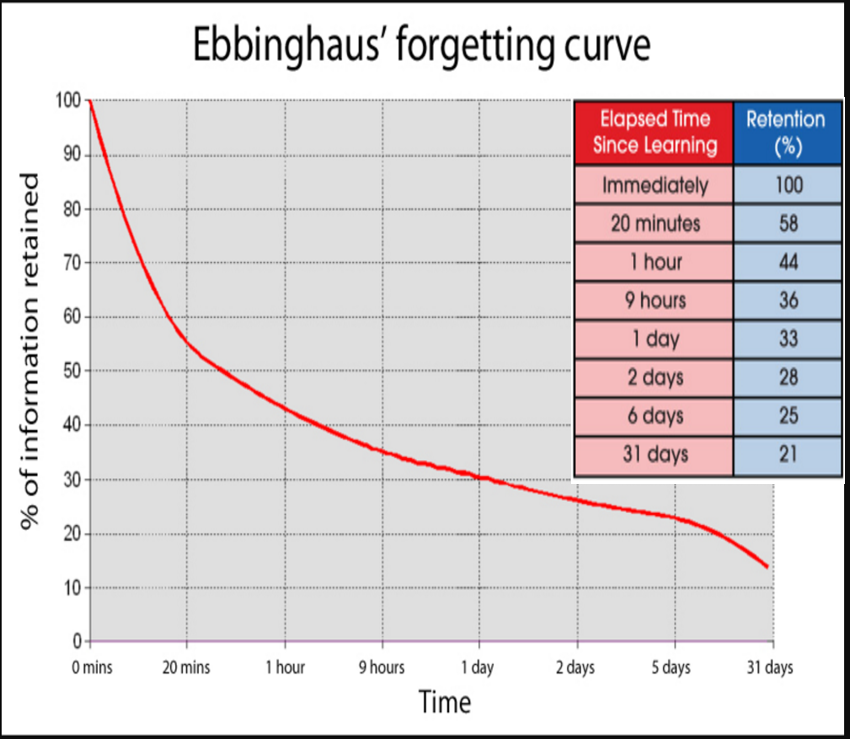 Ebbinghaus’ forgetting curve
% of information retained
100
90
80
70
60
50
40
30
20
10
0
0 mins 20 mins 1 hour 9 hours 1 day 2 days 5 days 31 days
Time
Elapsed Time Retention
Since Learning (%)
Immediately 100
20 minutes 58
1 hour 44
9 hours 36
1 day 33
2 days 28
6 days 25
31 days 21